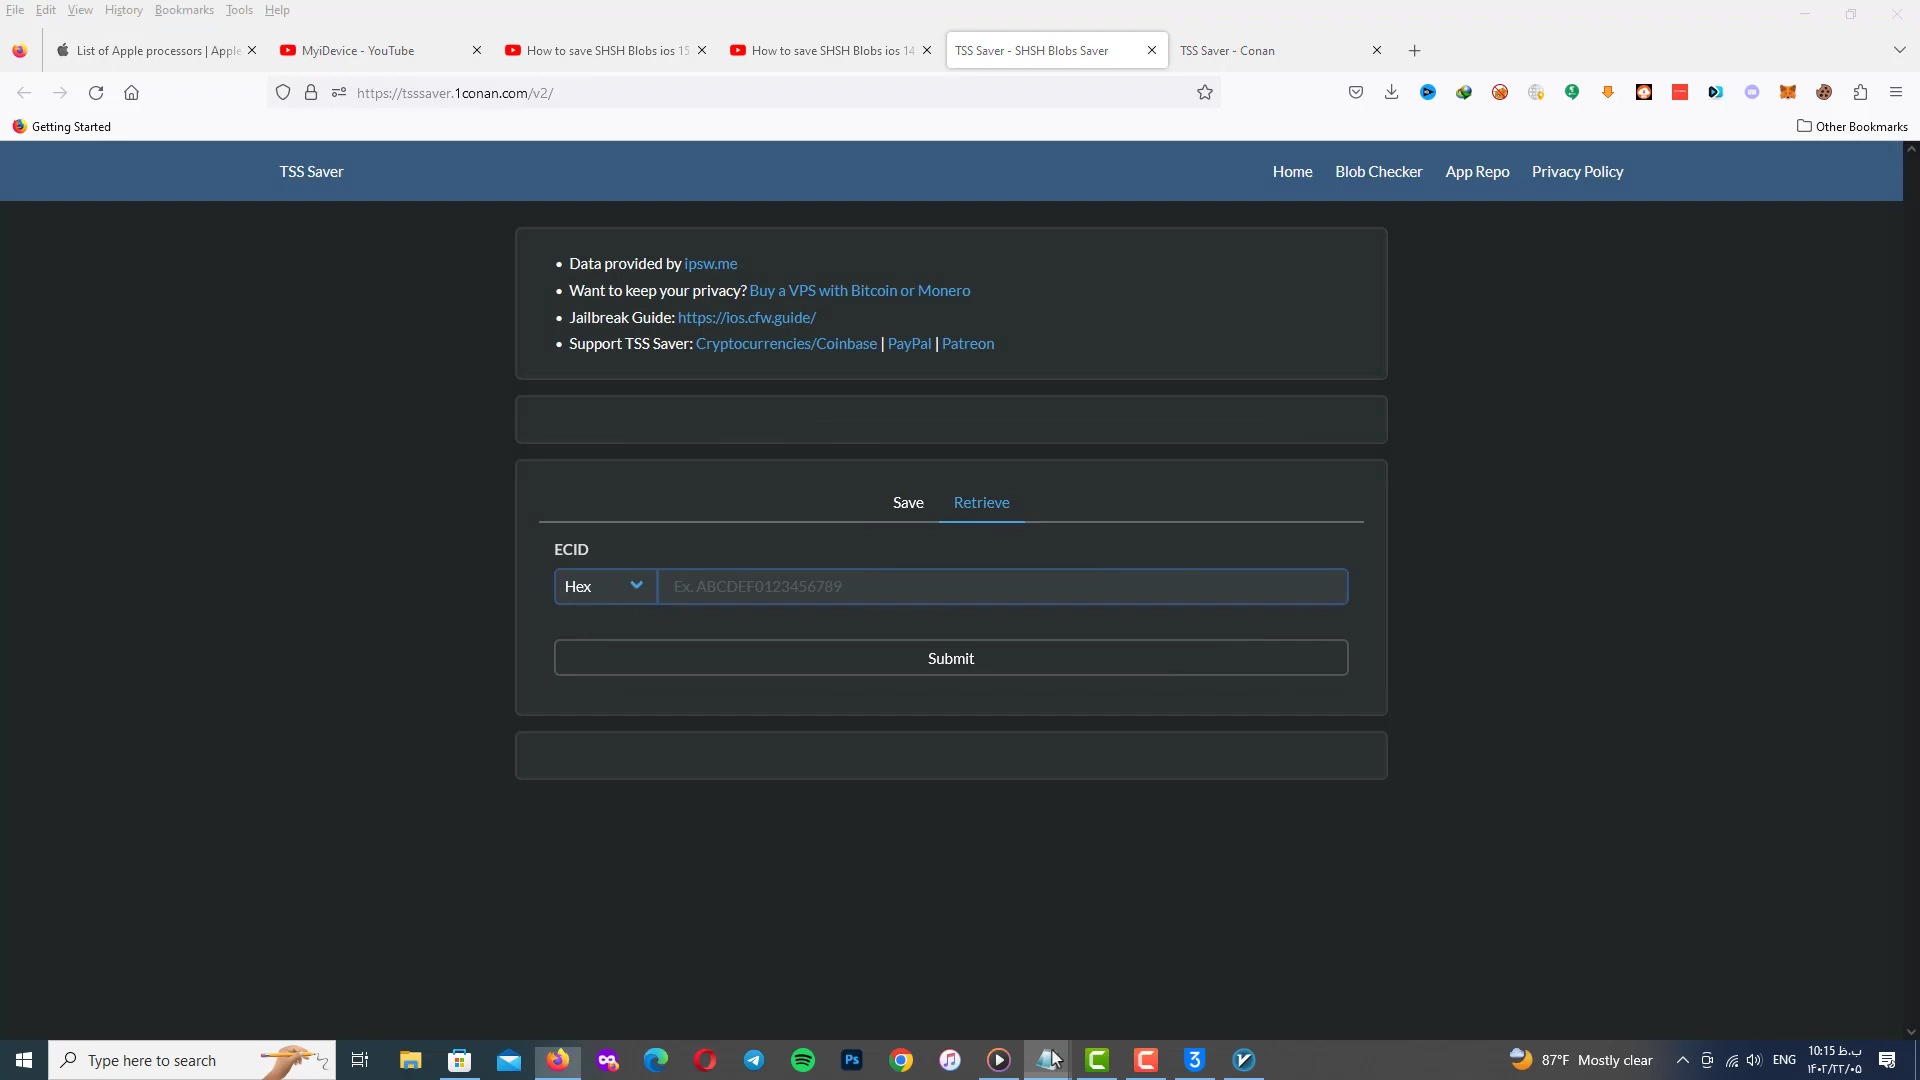 File Edit View History Bookmarks Tools Help
List of Apple processors | Apple
MyiDevice - YouTube
How to save SHSH Blobs ios 15
How to save SHSH Blobs ios 14
TSS Saver - SHSH Blobs Saver
TSS Saver - Conan
https://tsssaver.1conan.com/v2/
Getting Started
Other Bookmarks
TSS Saver
Home Blob Checker App Repo Privacy Policy
• Data provided by ipsw.me
• Want to keep your privacy? Buy a VPS with Bitcoin or Monero
• Jailbreak Guide: https://ios.cfw.guide/
• Support TSS Saver: Cryptocurrencies/Coinbase | PayPal | Patreon
Save Retrieve
ECID
Hex Ex. ABCDEF0123456789
Submit
Type here to search
Ps
3
87°F Mostly clear
ENG
10:15 ب.ظ